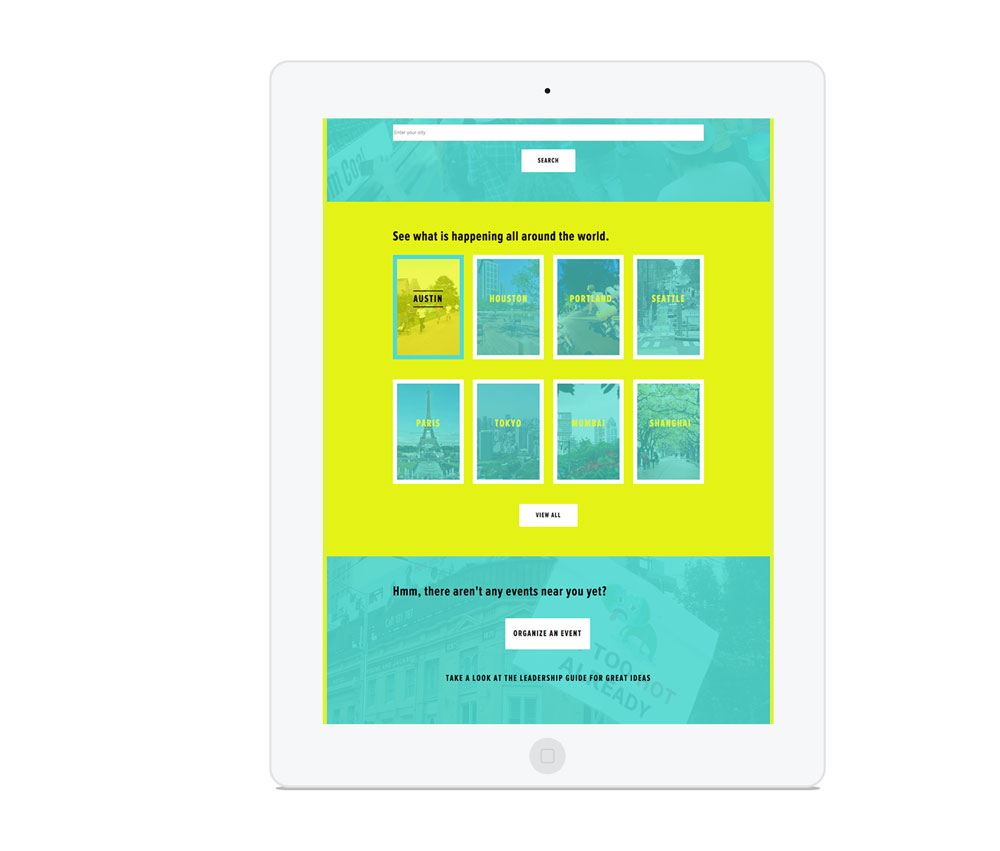 Enter your city
n Coal
SEARCH
See what is happening all around the world.
AUSTIN
HOUSTON
PORTLAND
SEATTLE
PARIS
TOKYO
MUMBAI
SHANGHAI
VIEW ALL
Hmm, there aren't any events near you yet?
ORGANIZE AN EVENT
TOO HOT
ALREADY
TAKE A LOOK AT THE LEADERSHIP GUIDE FOR GREAT IDEAS